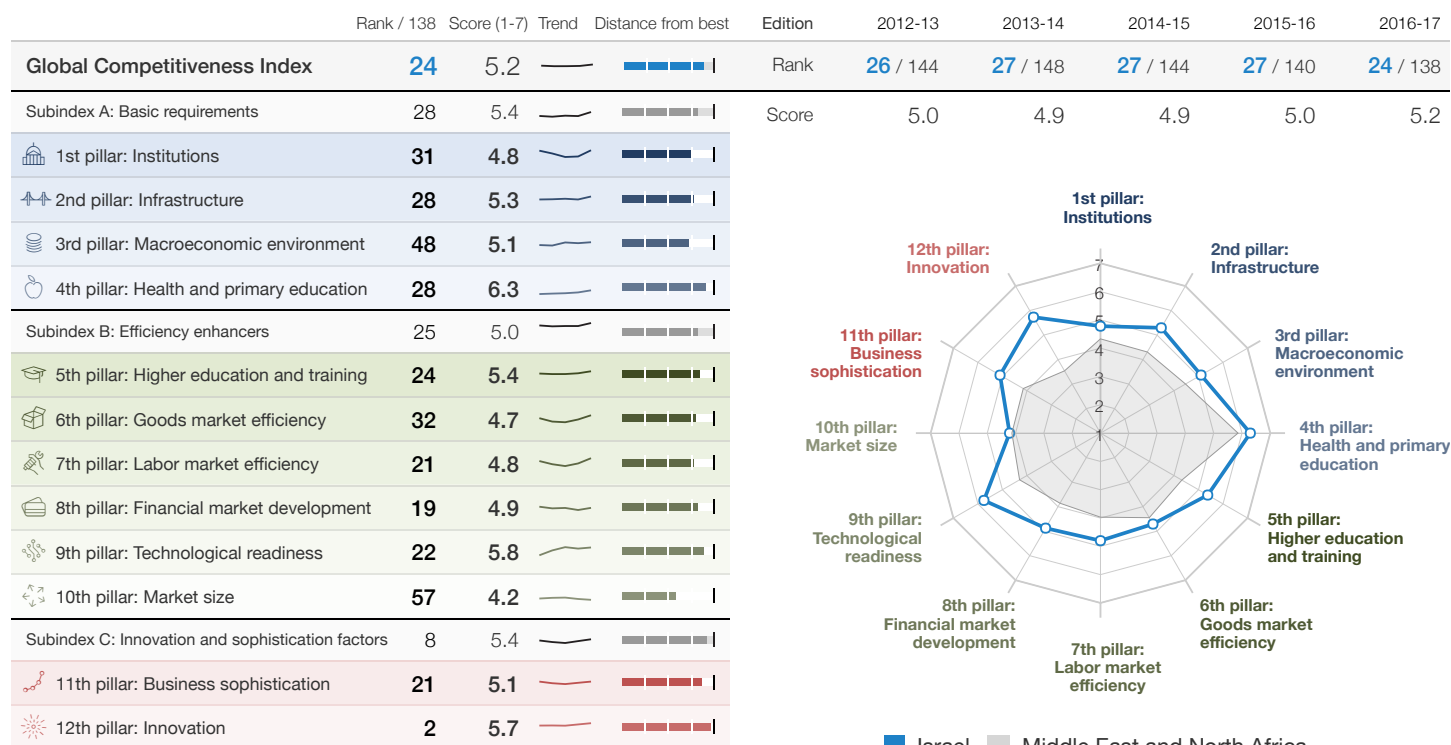 Rank / 138 Score (1-7) Trend Distance from best
Global Competitiveness Index 24 5.2
Subindex A: Basic requirements 28 5.4
1st pillar: Institutions 31 4.8
2nd pillar: Infrastructure 28 5.3
3rd pillar: Macroeconomic environment 48 5.1
4th pillar: Health and primary education 28 6.3
Subindex B: Efficiency enhancers 25 5.0
5th pillar: Higher education and training 24 5.4
6th pillar: Goods market efficiency 32 4.7
7th pillar: Labor market efficiency 21 4.8
8th pillar: Financial market development 19 4.9
9th pillar: Technological readiness 22 5.8
10th pillar: Market size 57 4.2
Subindex C: Innovation and sophistication factors 8 5.4
11th pillar: Business sophistication 21 5.1
12th pillar: Innovation 2 5.7
Edition 2012-13 2013-14 2014-15 2015-16 2016-17
Rank 26 / 144 27 / 148 27 / 144 27 / 140 24 / 138
Score 5.0 4.9 4.9 5.0 5.2
1st pillar:
Institutions
2nd pillar:
Infrastructure
3rd pillar:
Macroeconomic
environment
4th pillar:
Health and primary
education
5th pillar:
Higher education
and training
6th pillar:
Goods market
efficiency
7th pillar:
Labor market
efficiency
8th pillar:
Financial market
development
9th pillar:
Technological
readiness
10th pillar:
Market size
11th pillar:
Business
sophistication
12th pillar:
Innovation
7
6
5
4
3
2
1
Israel Middle East and North Africa